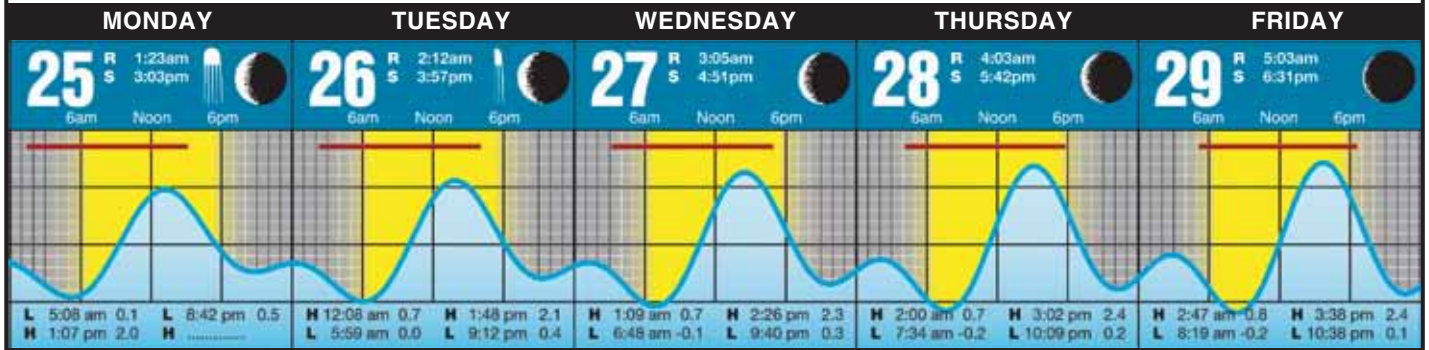 MONDAY TUESDAY WEDNESDAY THURSDAY FRIDAY
25 R 1:23am
S 3:03pm
6am Noon 6pm
L 5:08 am 0.1 L 8:42 pm 0.5
H 1:07 pm 2.0 H ..............
26 R 2:12am
S 3:57pm
6am Noon 6pm
H 12:08 am 0.7 H 1:48 pm 2.1
L 5:59 am 0.0 L 9:12 pm 0.4
27 R 3:05am
S 4:51pm
6am Noon 6pm
H 1:09 am 0.7 H 2:26 pm 2.3
L 6:48 am -0.1 L 9:40 pm 0.3
28 R 4:03am
S 5:42pm
6am Noon 6pm
H 2:00 am 0.7 H 3:02 pm 2.4
L 7:34 am -0.2 L 10:09 pm 0.2
29 R 5:03am
S 6:31pm
6am Noon 6pm
H 2:47 am 0.8 H 3:38 pm 2.4
L 8:19 am -0.2 L 10:38 pm 0.1